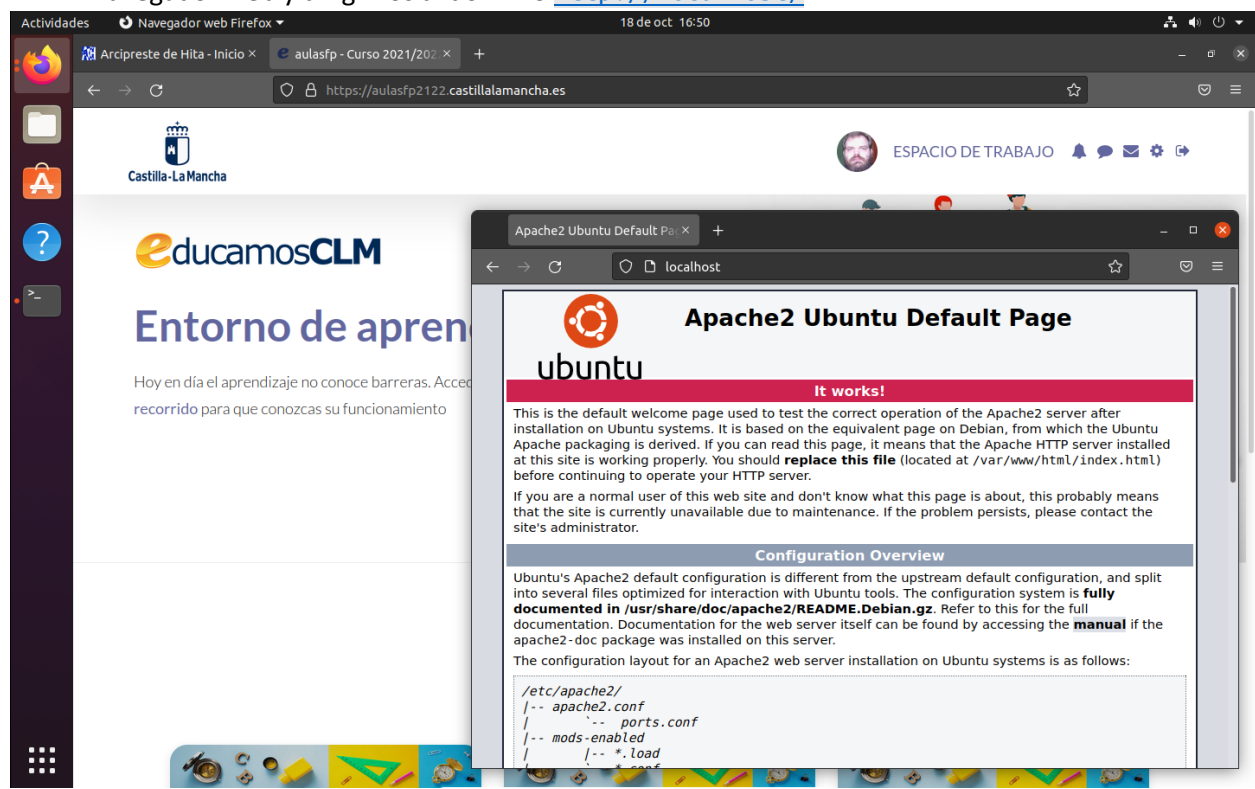 Actividades
Navegador web Firefox
18 de oct 16:50
Arcipreste de Hita - Inicio
aulasfp - Curso 2021/202
https://aulasfp2122.castillalamancha.es
Castilla-La Mancha
ESPACIO DE TRABAJO
educamosCLM
Entorno de apren
Hoy en día el aprendizaje no conoce barreras. Acced
recorrido para que conozcas su funcionamiento
Apache2 Ubuntu Default Pa
localhost
ubuntu
Apache2 Ubuntu Default Page
It works!
This is the default welcome page used to test the correct operation of the Apache2 server after
installation on Ubuntu systems. It is based on the equivalent page on Debian, from which the Ubuntu
Apache packaging is derived. If you can read this page, it means that the Apache HTTP server installed
at this site is working properly. You should replace this file (located at /var/www/html/index.html)
before continuing to operate your HTTP server.
If you are a normal user of this web site and don't know what this page is about, this probably means
that the site is currently unavailable due to maintenance. If the problem persists, please contact the
site's administrator.
Configuration Overview
Ubuntu's Apache2 default configuration is different from the upstream default configuration, and split
into several files optimized for interaction with Ubuntu tools. The configuration system is fully
documented in /usr/share/doc/apache2/README.Debian.gz. Refer to this for the full
documentation. Documentation for the web server itself can be found by accessing the manual if the
apache2-doc package was installed on this server.
The configuration layout for an Apache2 web server installation on Ubuntu systems is as follows:
/etc/apache2/
|-- apache2.conf
|       `--  ports.conf
|-- mods-enabled
|       |-- *.load
|       `-- *.conf